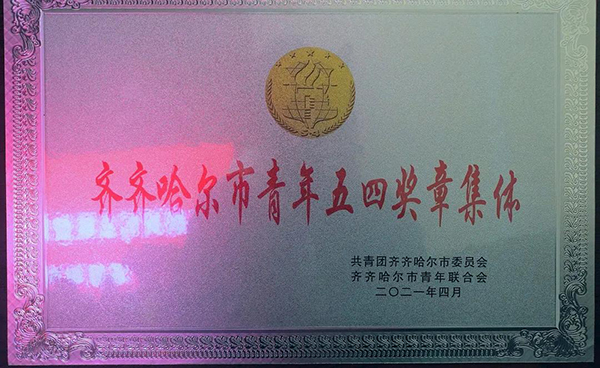 齐齐哈尔市青年五四奖章集体
共青团齐齐哈尔市委员会
齐齐哈尔市青年联合会
二〇二一年四月